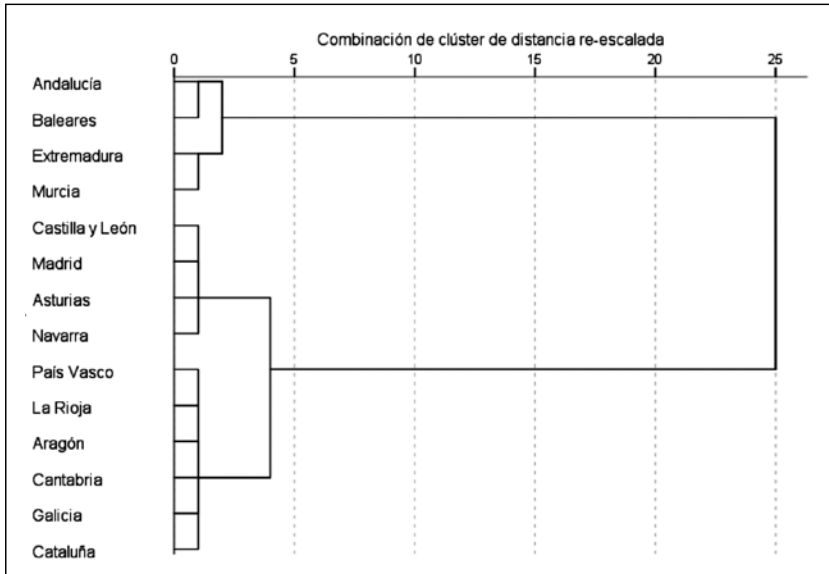 Combinación de clúster de distancia re-escalada
0 5 10 15 20 25
Andalucía
Baleares
Extremadura
Murcia
Castilla y León
Madrid
Asturias
Navarra
País Vasco
La Rioja
Aragón
Cantabria
Galicia
Cataluña